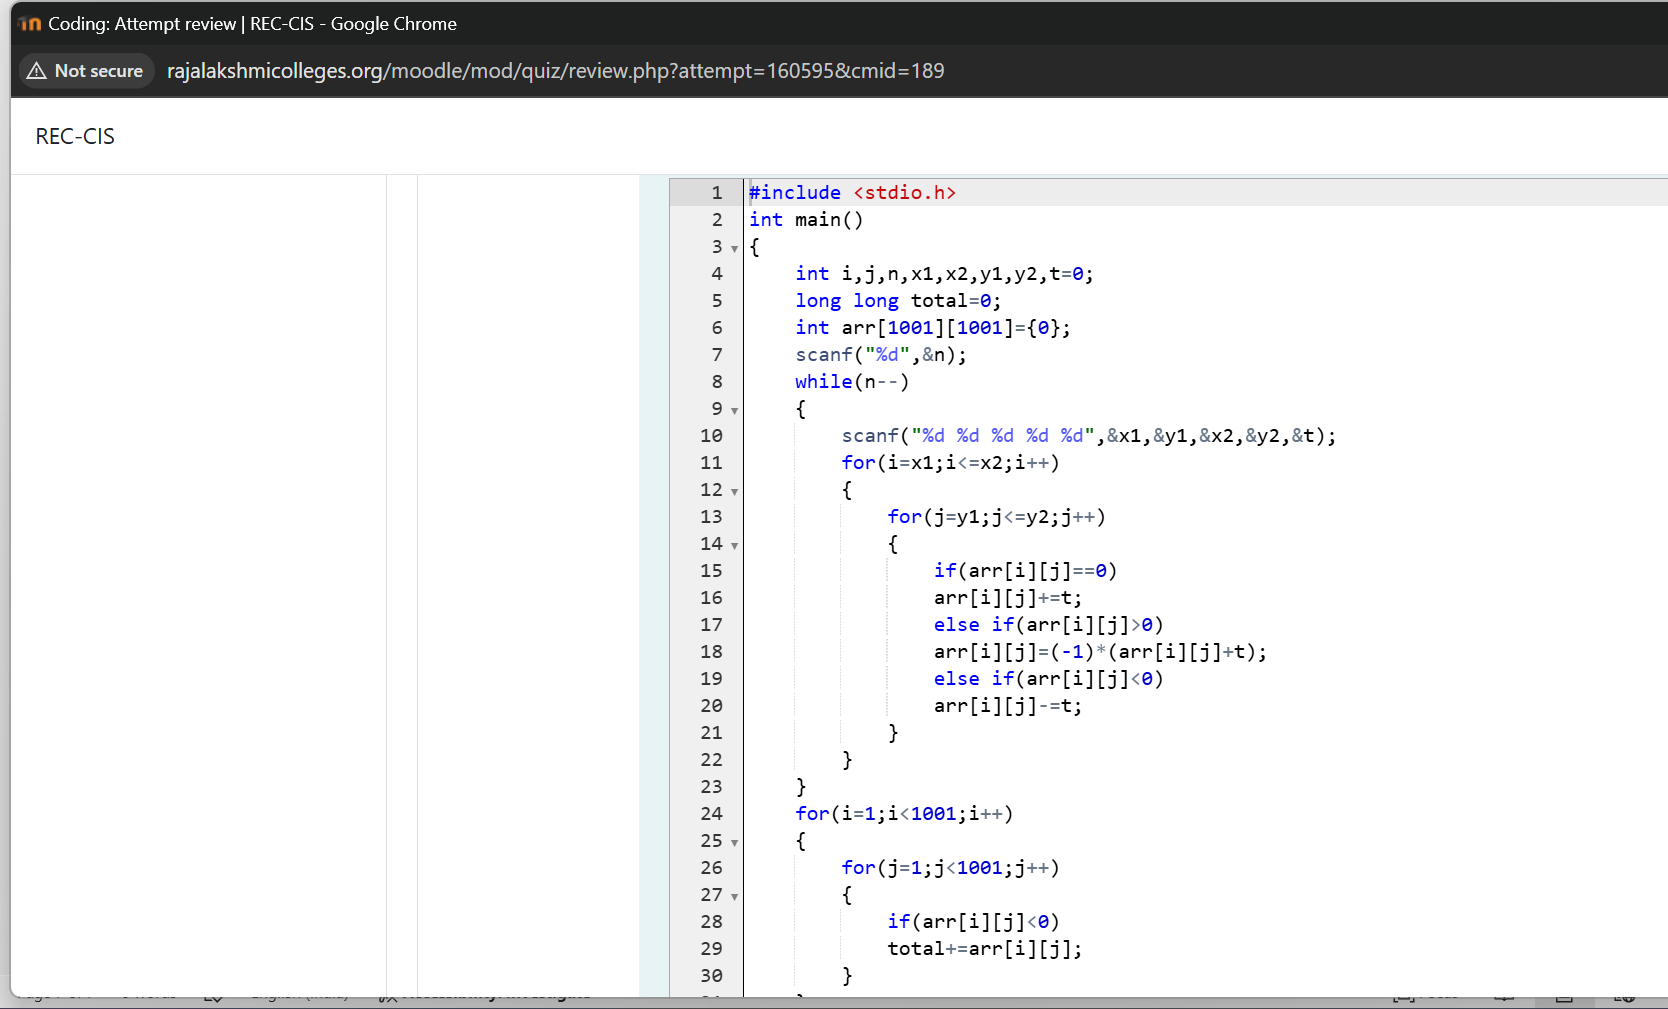 Coding: Attempt review | REC-CIS - Google Chrome
Not secure rajalakshmicolleges.org/moodle/mod/quiz/review.php?attempt=160595&cmid=189
REC-CIS
1 #include <stdio.h>
2 int main()
3 {
4     int i,j,n,x1,x2,y1,y2,t=0;
5     long long total=0;
6     int arr[1001][1001]={0};
7     scanf("%d",&n);
8     while(n--)
9     {
10         scanf("%d %d %d %d %d",&x1,&y1,&x2,&y2,&t);
11         for(i=x1;i<=x2;i++)
12         {
13             for(j=y1;j<=y2;j++)
14             {
15                 if(arr[i][j]==0)
16                 arr[i][j]+=t;
17                 else if(arr[i][j]>0)
18                 arr[i][j]=(-1)*(arr[i][j]+t);
19                 else if(arr[i][j]<0)
20                 arr[i][j]-=t;
21             }
22         }
23     }
24     for(i=1;i<1001;i++)
25     {
26         for(j=1;j<1001;j++)
27         {
28             if(arr[i][j]<0)
29             total+=arr[i][j];
30         }